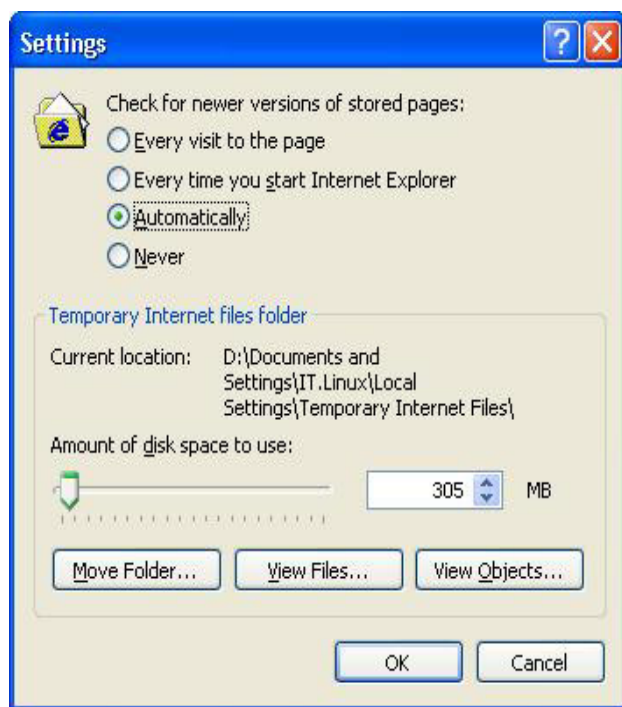 Settings
Check for newer versions of stored pages:
Every visit to the page
Every time you start Internet Explorer
Automatically
Never
Temporary Internet files folder
Current location: D:\Documents and
Settings\IT.Linux\Local
Settings\Temporary Internet Files\
Amount of disk space to use:
305 MB
Move Folder... View Files... View Objects...
OK Cancel